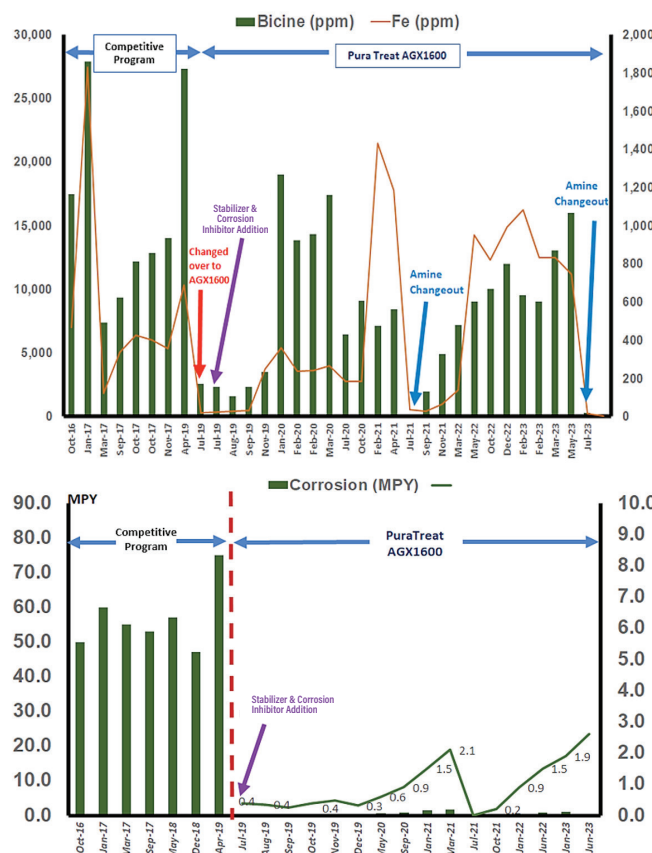 Bicine (ppm) Fe (ppm)
30,000
25,000
20,000
15,000
10,000
5,000
0
2,000
1,800
1,600
1,400
1,200
1,000
800
600
400
200
0
Competitive
Program
Pura Treat AGX1600
Stabilizer &
Corrosion
Inhibitor Addition
Changed
over to
AGX1600
Amine
Changeout
Amine
Changeout
Oct-16
Jan-17
Mar-17
Sep-17
Oct-17
Oct-17
Nov-17
Apr-19
Jul-19
Jul-19
Aug-19
Sep-19
Nov-19
Jan-20
Feb-20
Feb-20
Mar-20
Jul-20
Oct-20
Feb-21
Apr-21
Jul-21
Sep-21
Nov-21
Mar-22
May-22
Oct-22
Dec-22
Feb-23
Feb-23
Mar-23
May-23
Jul-23
MPY
Corrosion (MPY)
90.0
80.0
70.0
60.0
50.0
40.0
30.0
20.0
10.0
0.0
10.0
9.0
8.0
7.0
6.0
5.0
4.0
3.0
2.0
1.0
0.0
Competitive
Program
PuraTreat
AGX1600
Stabilizer & Corrosion
Inhibitor Addition
0.4
0.4
0.4
0.3
0.6
0.9
1.5
2.1
0.2
0.9
1.5
1.9
Oct-16
Jan-17
Mar-17
Sep-17
May-18
Dec-18
Apr-19
Jul-19
Aug-19
Sep-19
Oct-19
Nov-19
Dec-19
May-20
Sep-20
Jan-21
Mar-21
Jul-21
Oct-21
Jan-22
Jun-22
Jan-23
Jun-23